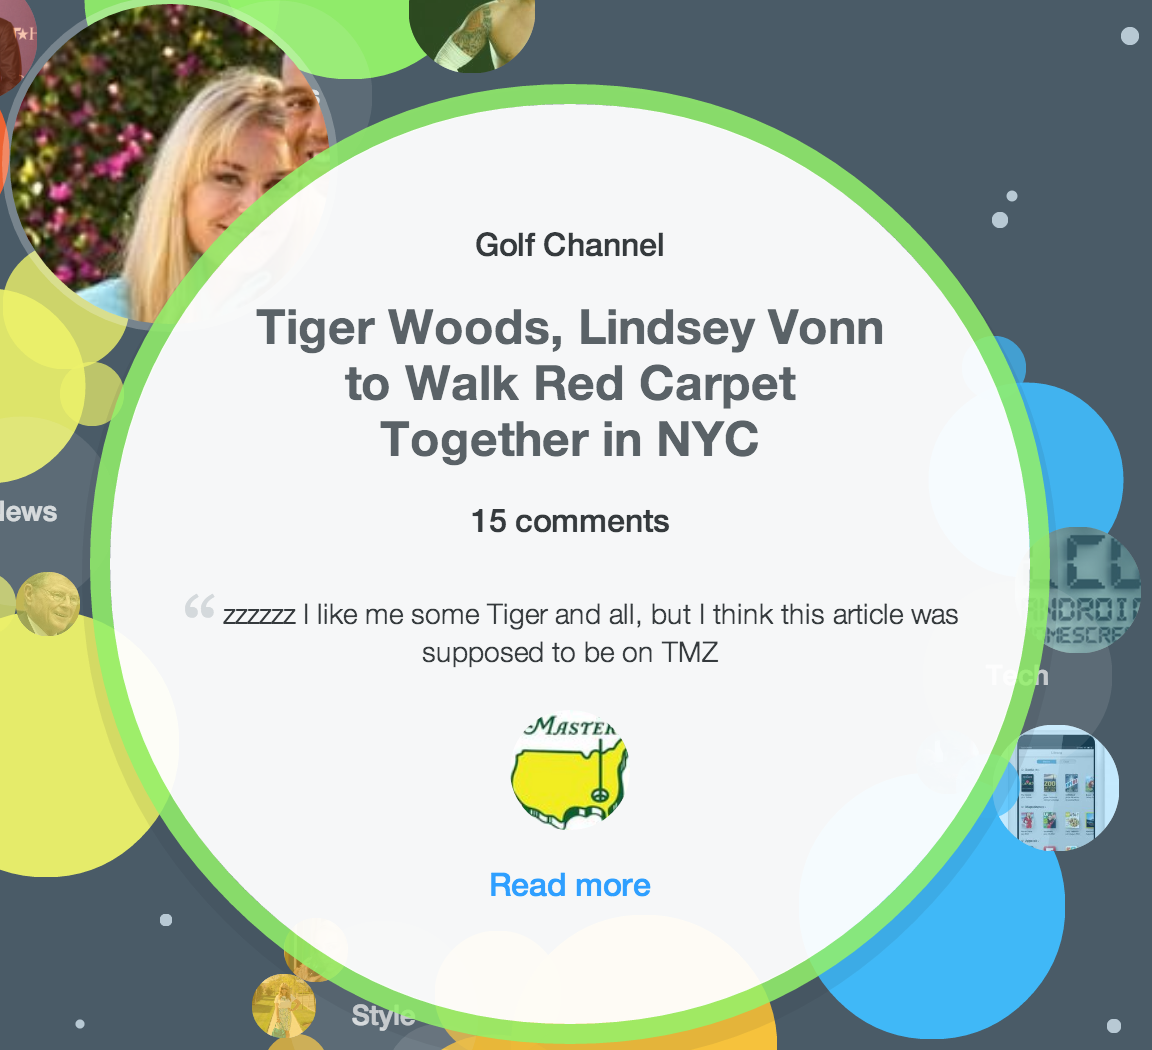 Golf Channel
Tiger Woods, Lindsey Vonn
to Walk Red Carpet
Together in NYC
15 comments
“ zzzzzz I like me some Tiger and all, but I think this article was
supposed to be on TMZ
MASTER
Read more
Tech
Style